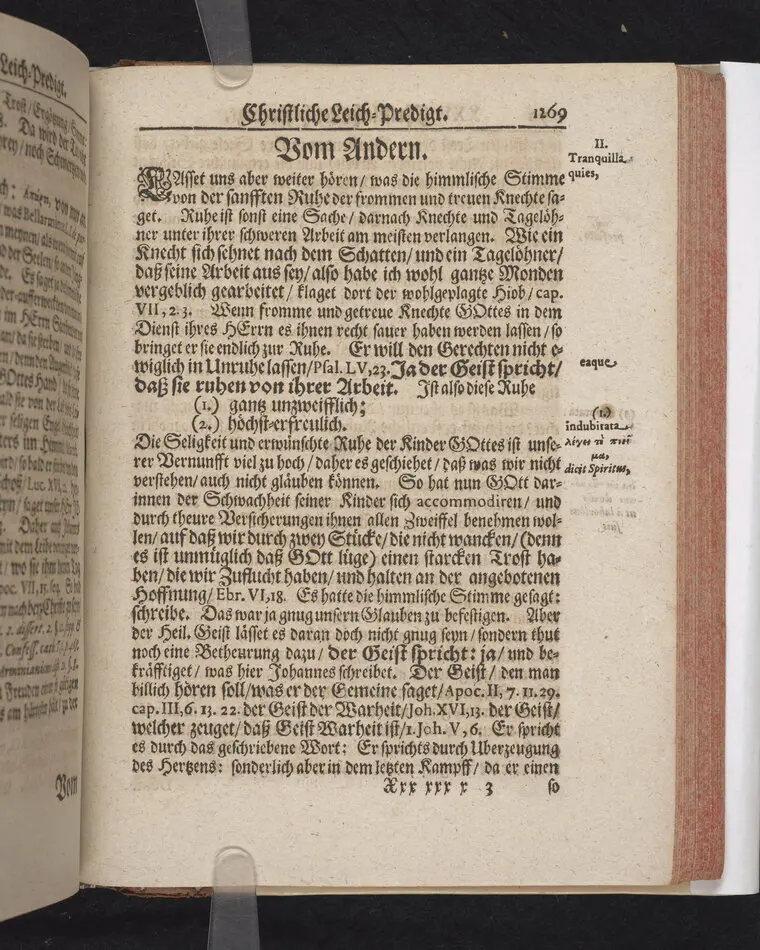 Leich-Predigt.
Vom
Christliche Leich-Predigt. 1269
Vom Andern.
LAsset uns aber weiter hören/ was die himmlische Stimme
von der sanfften Ruhe der frommen und treuen Knechte sa-
get. Ruhe ist sonst eine Sache/ darnach Knechte und Tagelöh-
ner unter ihrer schweren Arbeit am meisten verlangen. Wie ein
Knecht sich sehnet nach dem Schatten/ und ein Tagelöhner/
daß seine Arbeit aus sey/ also habe ich wohl gantze Monden
vergeblich gearbeitet/ klaget dort der wohlgeplagte Hiob/ cap.
VII, 2. 3. Wenn fromme und getreue Knechte GOttes in dem
Dienst ihres HErrn es ihnen recht sauer haben werden lassen/ so
bringet er sie endlich zur Ruhe. Er will den Gerechten nicht e-
wiglich in Unruhe lassen/ Psal. LV, 23. Ja der Geist spricht/
daß sie ruhen von ihrer Arbeit. Ist also diese Ruhe
(1.) gantz unzweifflich;
(2.) höchst-erfreulich.
Die Seligkeit und erwünschte Ruhe der Kinder GOttes ist unse-
rer Vernunfft viel zu hoch/ daher es geschiehet/ daß was wir nicht
verstehen/ auch nicht gläuben können. So hat nun GOtt dar-
innen der Schwachheit seiner Kinder sich accommodiren/ und
durch theure Versicherungen ihnen allen Zweiffel benehmen wol-
len/ auf daß wir durch zwey Stücke/ die nicht wancken/ (denn
es ist unmüglich daß GOtt lüge) einen starcken Trost ha-
ben/ die wir Zuflucht haben/ und halten an der angebotenen
Hoffnung/ Ebr. VI, 18. Es hatte die himmlische Stimme gesagt:
schreibe. Das war ja gnug unsern Glauben zu befestigen. Aber
der Heil. Geist lässet es daran doch nicht gnug seyn/ sondern thut
noch eine Betheurung dazu/ der Geist spricht: ja/ und be-
kräfftiget/ was hier Johannes schreibet. Der Geist/ den man
billich hören soll/ was er der Gemeine saget/ Apoc. II, 7. 11. 29.
cap. III, 6. 13. 22. der Geist der Warheit/ Joh. XVI, 13. der Geist/
welcher zeuget/ daß Geist Warheit ist/ 1. Joh. V, 6. Er spricht
es durch das geschriebene Wort: Er sprichts durch Uberzeugung
des Hertzens: sonderlich aber in dem letzten Kampff/ da er einen
Xxx xxx x 3 so
II.
Tranquilla
quies,
eaque
(1.)
indubitata
λέγει τὸ πνεῦ
μα,
dicit Spiritus,